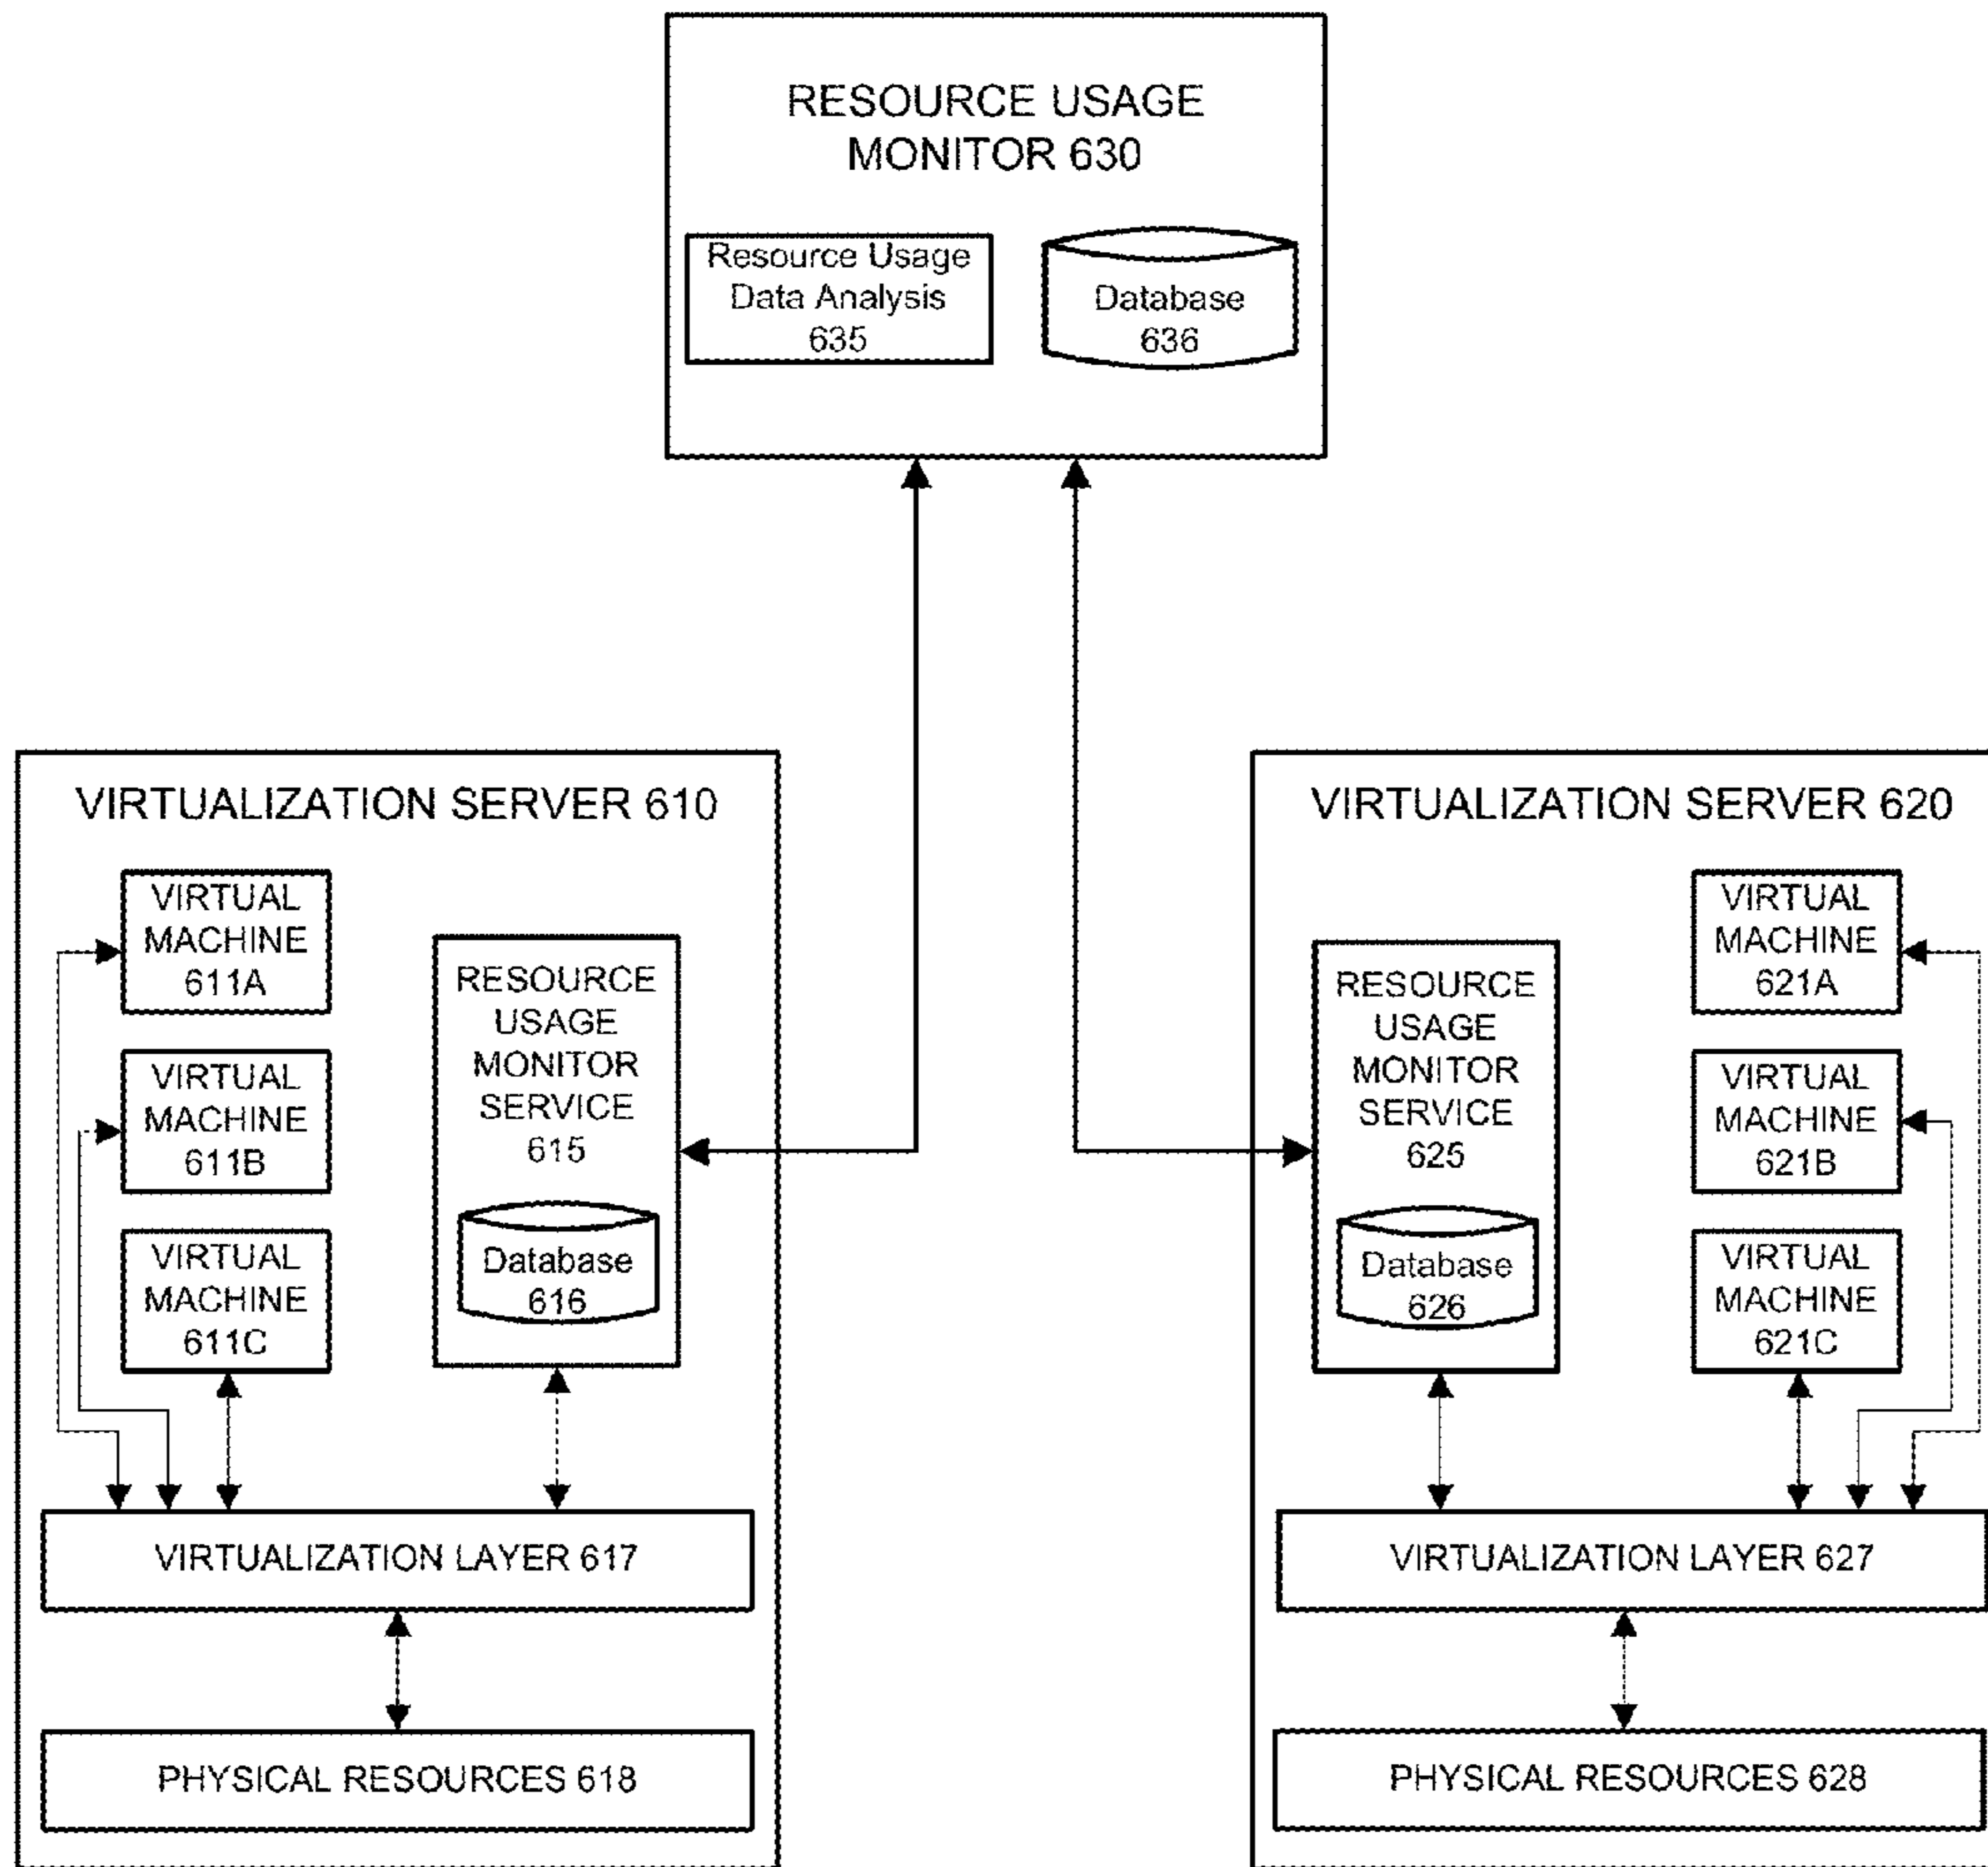 RESOURCE USAGE
MONITOR 630
Resource Usage
Data Analysis
635
Database
636
VIRTUALIZATION SERVER 610
VIRTUAL
MACHINE
611A
VIRTUAL
MACHINE
611B
VIRTUAL
MACHINE
611C
RESOURCE
USAGE
MONITOR
SERVICE
615
Database
616
VIRTUALIZATION LAYER 617
PHYSICAL RESOURCES 618
VIRTUALIZATION SERVER 620
RESOURCE
USAGE
MONITOR
SERVICE
625
Database
626
VIRTUAL
MACHINE
621A
VIRTUAL
MACHINE
621B
VIRTUAL
MACHINE
621C
VIRTUALIZATION LAYER 627
PHYSICAL RESOURCES 628